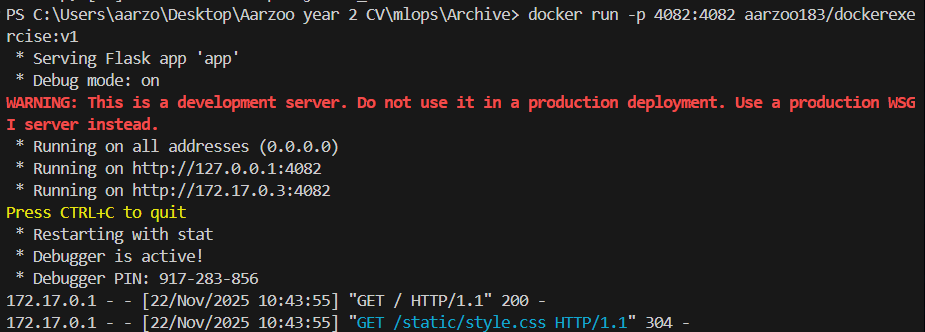 PS C:\Users\aarzo\Desktop\Aarzoo year 2 CV\mlops\Archive> docker run -p 4082:4082 aarzoo183/dockerexe
rcise:v1
 * Serving Flask app 'app'
 * Debug mode: on
WARNING: This is a development server. Do not use it in a production deployment. Use a production WSG
I server instead.
 * Running on all addresses (0.0.0.0)
 * Running on http://127.0.0.1:4082
 * Running on http://172.17.0.3:4082
Press CTRL+C to quit
 * Restarting with stat
 * Debugger is active!
 * Debugger PIN: 917-283-856
172.17.0.1 - - [22/Nov/2025 10:43:55] "GET / HTTP/1.1" 200 -
172.17.0.1 - - [22/Nov/2025 10:43:55] "GET /static/style.css HTTP/1.1" 304 -